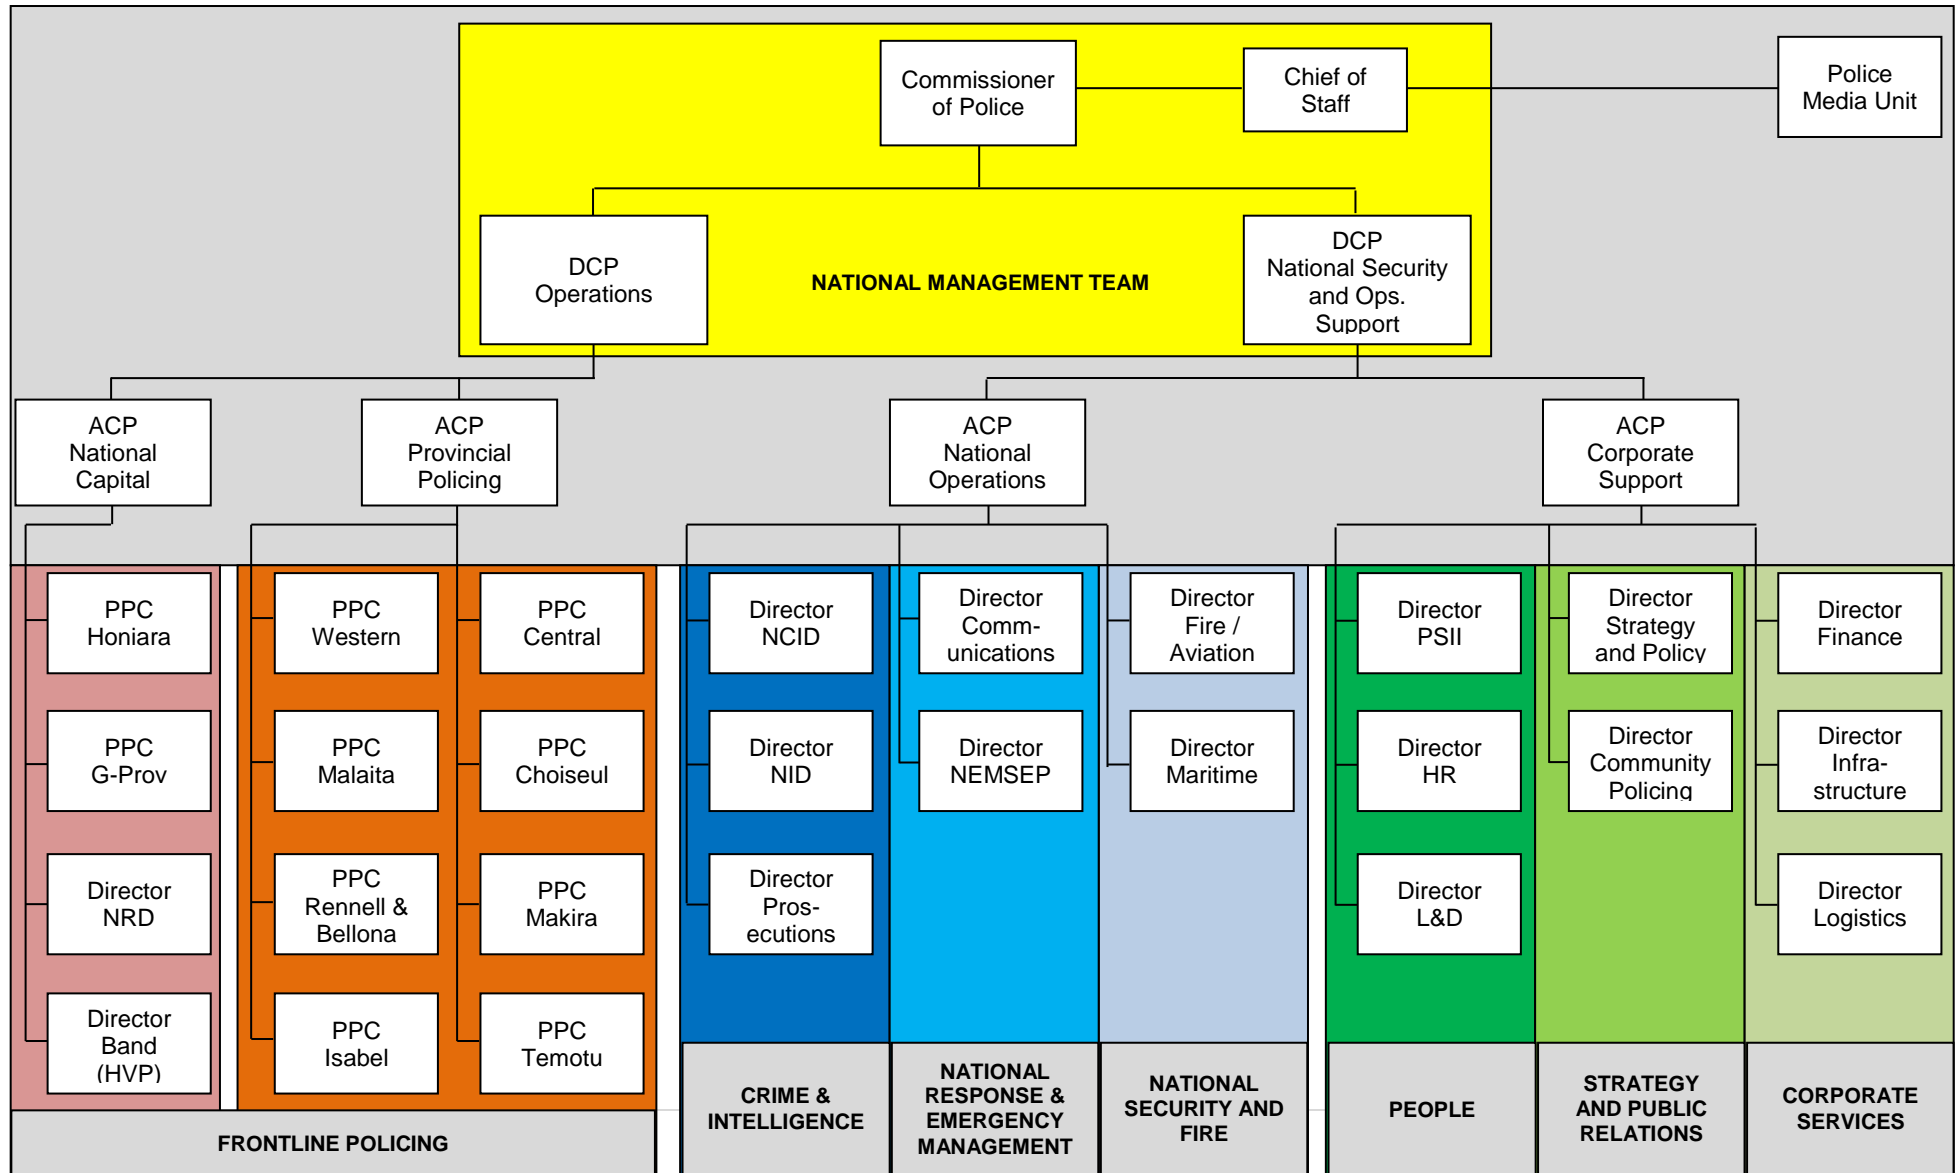 Commissioner
of Police
Chief of
Staff
Police
Media Unit
DCP
Operations
NATIONAL MANAGEMENT TEAM
DCP
National Security
and Ops.
Support
ACP
National
Capital
ACP
Provincial
Policing
ACP
National
Operations
ACP
Corporate
Support
PPC
Honiara
PPC
Western
PPC
Central
Director
NCID
Director
Comm-
unications
Director
Fire /
Aviation
Director
PSII
Director
Strategy
and Policy
Director
Finance
PPC
G-Prov
PPC
Malaita
PPC
Choiseul
Director
NID
Director
NEMSEP
Director
Maritime
Director
HR
Director
Community
Policing
Director
Infra-
structure
Director
NRD
PPC
Rennell &
Bellona
PPC
Makira
Director
Pros-
ecutions
Director
L&D
Director
Logistics
Director
Band
(HVP)
PPC
Isabel
PPC
Temotu
FRONTLINE POLICING
CRIME &
INTELLIGENCE
NATIONAL
RESPONSE &
EMERGENCY
MANAGEMENT
NATIONAL
SECURITY AND
FIRE
PEOPLE
STRATEGY
AND PUBLIC
RELATIONS
CORPORATE
SERVICES